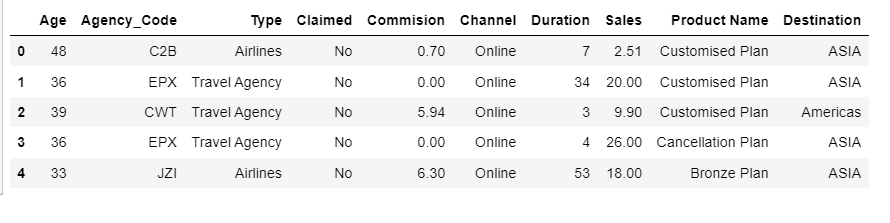 Age Agency_Code Type Claimed Commision Channel Duration Sales Product Name Destination
0 48 C2B Airlines No 0.70 Online 7 2.51 Customised Plan ASIA
1 36 EPX Travel Agency No 0.00 Online 34 20.00 Customised Plan ASIA
2 39 CWT Travel Agency No 5.94 Online 3 9.90 Customised Plan Americas
3 36 EPX Travel Agency No 0.00 Online 4 26.00 Cancellation Plan ASIA
4 33 JZI Airlines No 6.30 Online 53 18.00 Bronze Plan ASIA